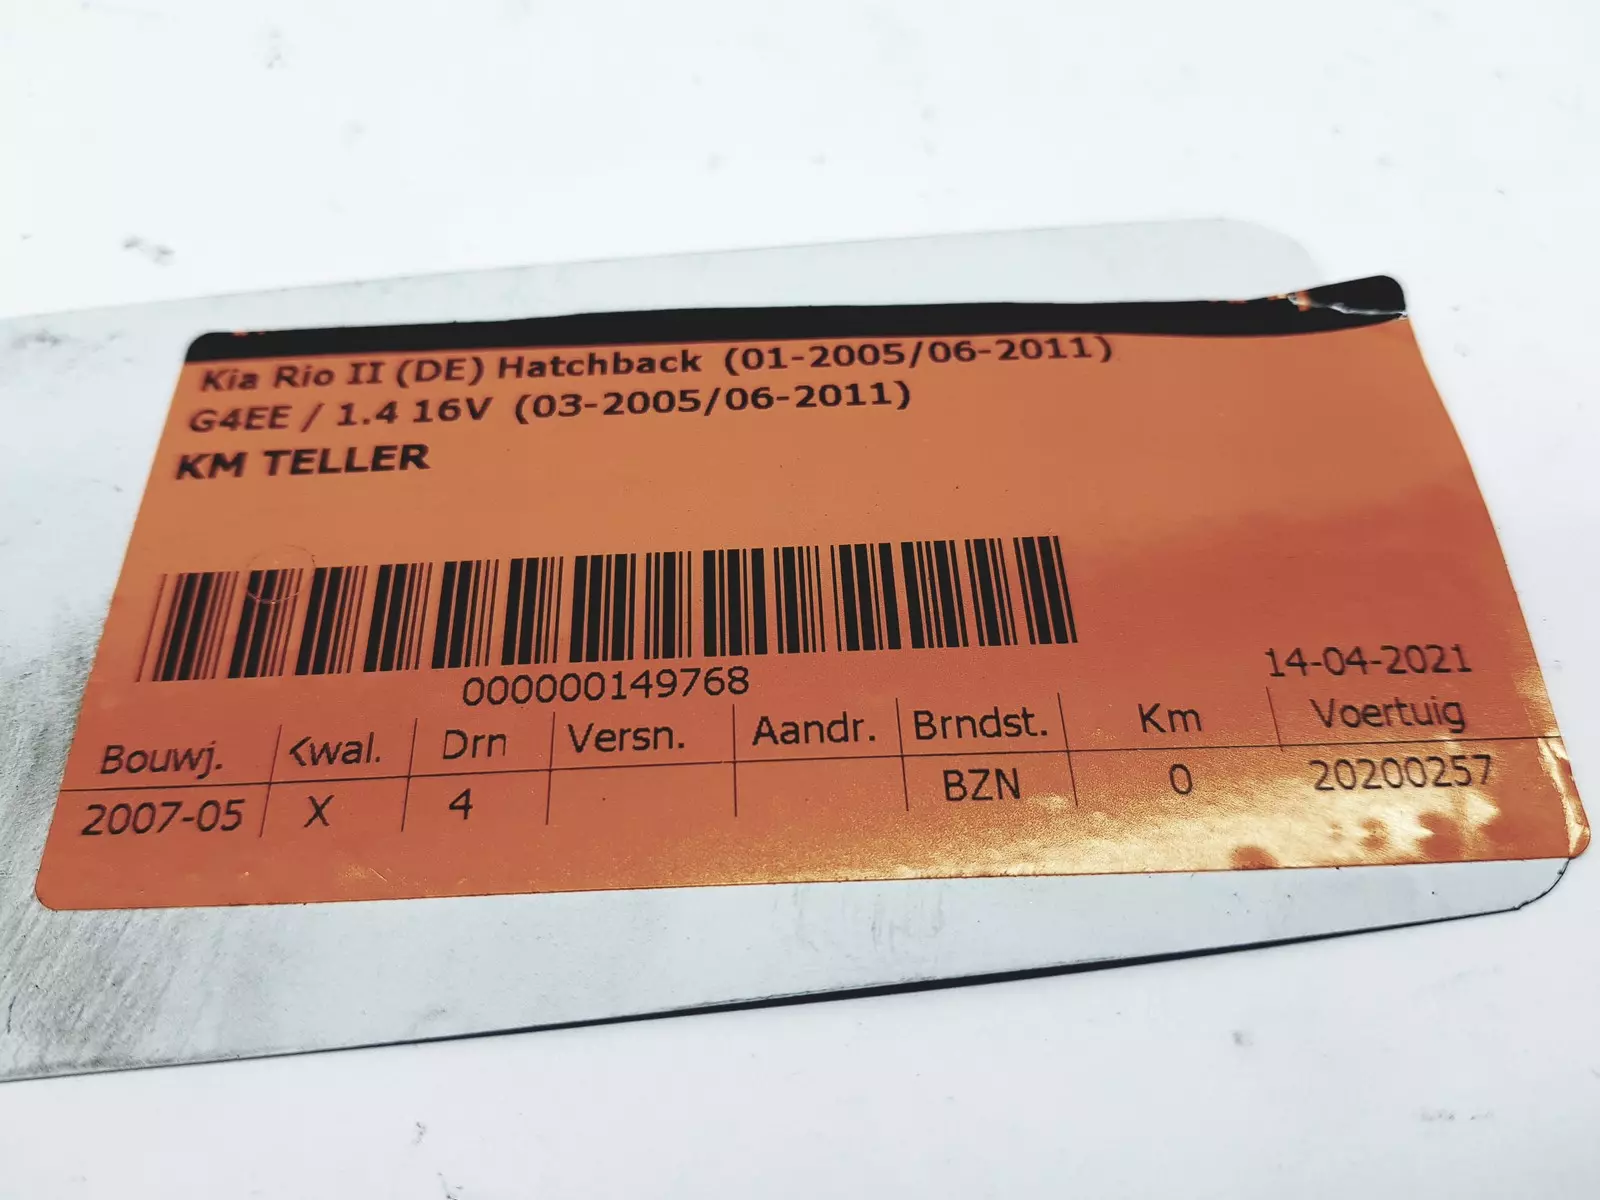 Kia Rio II (DE) Hatchback (01-2005/06-2011)
G4EE / 1.4 16V (03-2005/06-2011)
KM TELLER
000000149768
14-04-2021
Bouwj. Kwal. Drn Versn. Aandr. Brndst. Km Voertuig
2007-05 X 4 BZN 0 20200257